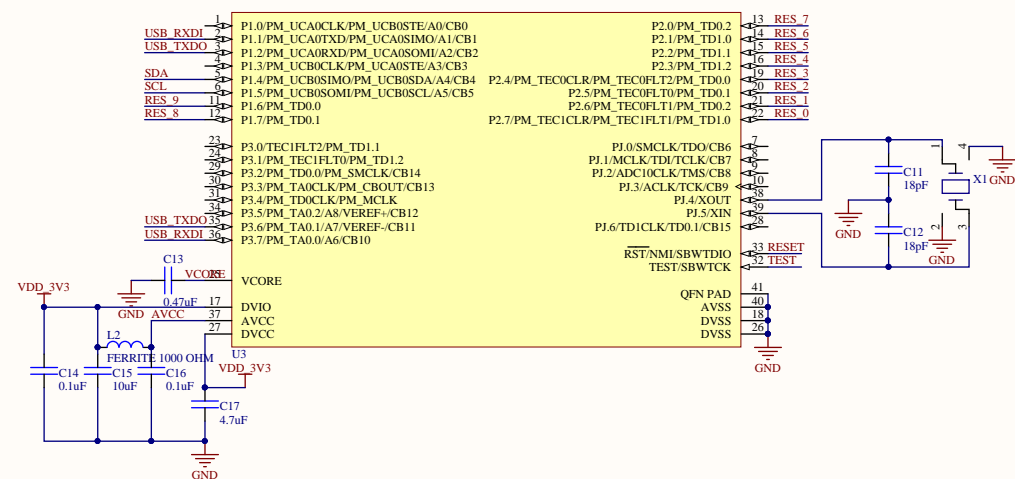 1 P1.0/PM_UCA0CLK/PM_UCB0STE/A0/CB0
USB_RXDI 2 P1.1/PM_UCA0TXD/PM_UCA0SIMO/A1/CB1
USB_TXDO 3 P1.2/PM_UCA0RXD/PM_UCA0SOMI/A2/CB2
4 P1.3/PM_UCB0CLK/PM_UCA0STE/A3/CB3
SDA 5 P1.4/PM_UCB0SIMO/PM_UCB0SDA/A4/CB4
SCL 6 P1.5/PM_UCB0SOMI/PM_UCB0SCL/A5/CB5
RES_9 11 P1.6/PM_TD0.0
RES_8 12 P1.7/PM_TD0.1
23 P3.0/TEC1FLT2/PM_TD1.1
24 P3.1/PM_TEC1FLT0/PM_TD1.2
29 P3.2/PM_TD0.0/PM_SMCLK/CB14
30 P3.3/PM_TA0CLK/PM_CBOUT/CB13
31 P3.4/PM_TD0CLK/PM_MCLK
34 P3.5/PM_TA0.2/A8/VEREF+/CB12
USB_TXDO 35 P3.6/PM_TA0.1/A7/VEREF-/CB11
USB_RXDI 36 P3.7/PM_TA0.0/A6/CB10
VCORE VCORE
17 DVIO
AVCC 37 AVCC
27 DVCC
U3
P2.0/PM_TD0.2 13 RES_7
P2.1/PM_TD1.0 14 RES_6
P2.2/PM_TD1.1 15 RES_5
P2.3/PM_TD1.2 16 RES_4
P2.4/PM_TEC0CLR/PM_TEC0FLT2/PM_TD0.0 19 RES_3
P2.5/PM_TEC0FLT0/PM_TD0.1 20 RES_2
P2.6/PM_TEC0FLT1/PM_TD0.2 21 RES_1
P2.7/PM_TEC1CLR/PM_TEC1FLT1/PM_TD1.0 22 RES_0
PJ.0/SMCLK/TDO/CB6 7
PJ.1/MCLK/TDI/TCLK/CB7 8
PJ.2/ADC10CLK/TMS/CB8 9
PJ.3/ACLK/TCK/CB9 10
PJ.4/XOUT 38
PJ.5/XIN 39
PJ.6/TD1CLK/TD0.1/CB15 28
RST/NMI/SBWTDIO 33 RESET
TEST/SBWTCK 32 TEST
QFN PAD 41
AVSS 40
DVSS 18
DVSS 26
GND
C11
18pF
C12
18pF
GND
1
4
X1
2
3
GND
GND
C13
0.47uF
GND
VDD_3V3
L2
FERRITE 1000 OHM
VDD_3V3
C14
0.1uF
C15
10uF
C16
0.1uF
C17
4.7uF
GND